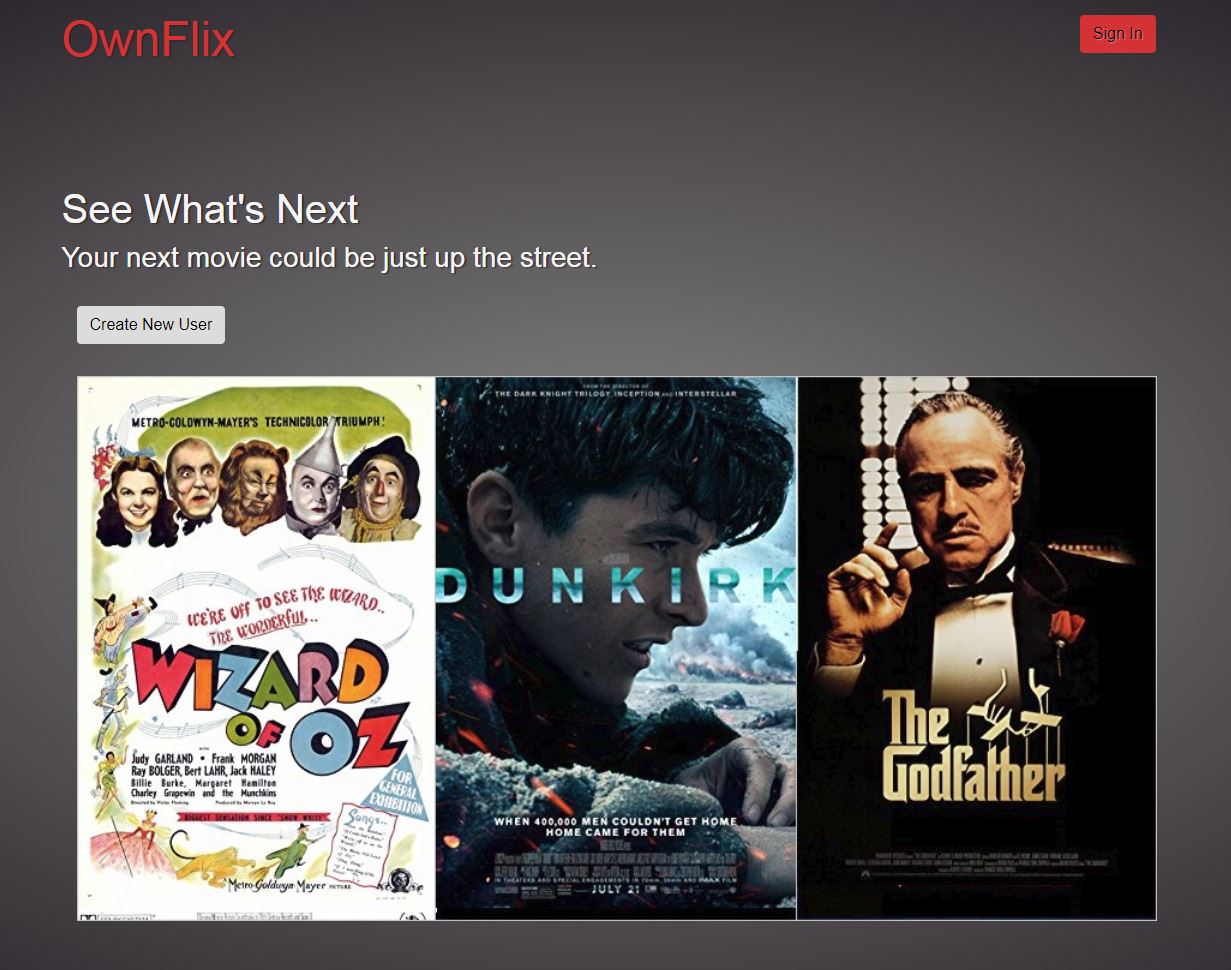 OwnFlix
Sign In
See What's Next
Your next movie could be just up the street.
Create New User
METRO-GOLDWYN-MAYER'S TECHNICOLOR TRIUMPH!
WE'RE OFF TO SEE THE WIZARD..
THE WONDERFUL..
WIZARD
OF OZ
with
Judy GARLAND • Frank MORGAN
Ray BOLGER, Bert LAHR, Jack HALEY
Billie Burke, Margaret Hamilton
Charley Grapewin and the Munchkins
Directed by Victor Fleming Produced by Mervyn Le Roy
FOR
GENERAL
EXHIBITION
BIGGEST SENSATION SINCE "SNOW WHITE"
Songs...
A Metro-Goldwyn-Mayer PICTURE
FROM THE DIRECTOR OF
THE DARK KNIGHT TRILOGY, INCEPTION AND INTERSTELLAR
DUNKIRK
WHEN 400,000 MEN COULDN'T GET HOME
HOME CAME FOR THEM
IN THEATERS AND SPECIAL ENGAGEMENTS IN 70MM, 35MM AND IMAX FILM
JULY 21
The
Godfather